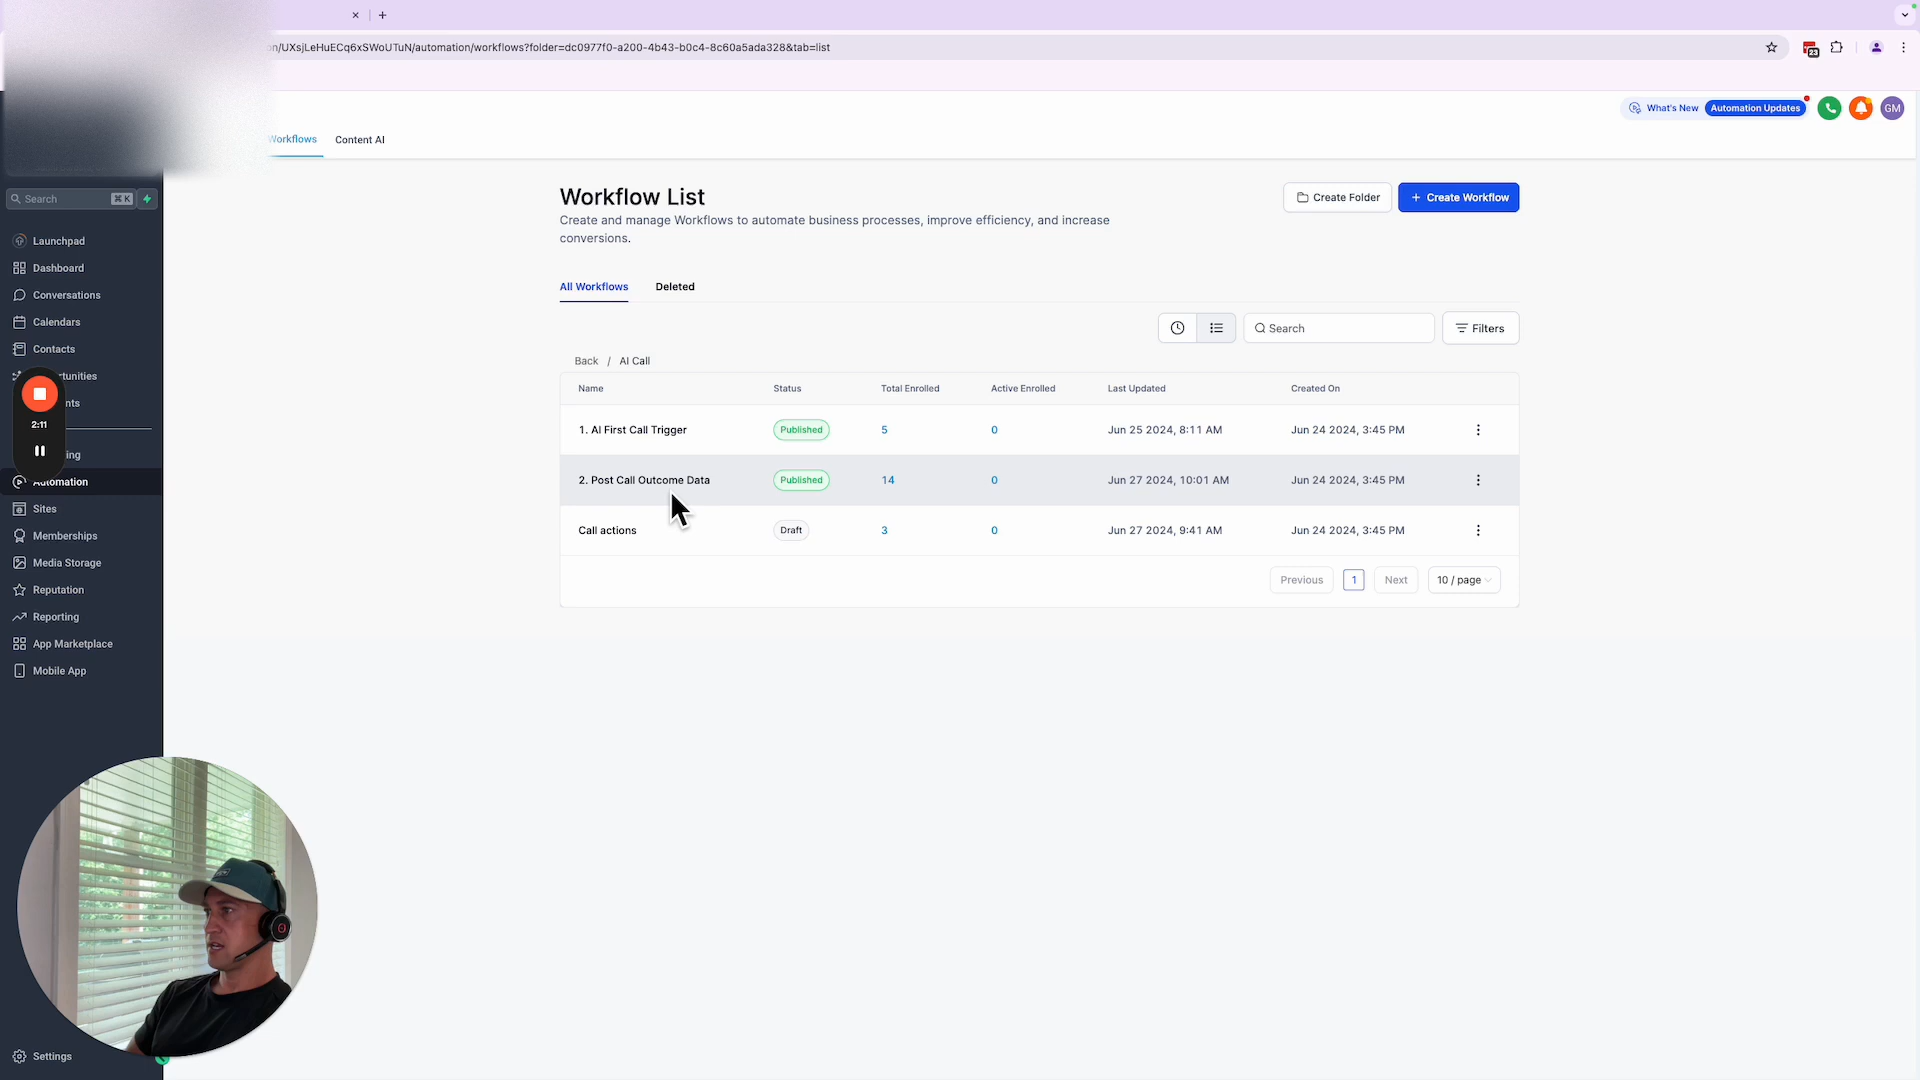 on/UXsjLeHuECq6xSWoUTuN/automation/workflows?folder=dc0977f0-a200-4b43-b0c4-8c60a5ada328&tab=list
23
What's New
Automation Updates
GM
Workflows
Content AI
Search
⌘ K
Launchpad
Dashboard
Conversations
Calendars
Contacts
rtunities
nts
2:11
ing
Automation
Sites
Memberships
Media Storage
Reputation
Reporting
App Marketplace
Mobile App
Settings
Workflow List
Create and manage Workflows to automate business processes, improve efficiency, and increase
conversions.
Create Folder
+ Create Workflow
All Workflows
Deleted
Search
Filters
Back / AI Call
Name Status Total Enrolled Active Enrolled Last Updated Created On
1. AI First Call Trigger Published 5 0 Jun 25 2024, 8:11 AM Jun 24 2024, 3:45 PM
2. Post Call Outcome Data Published 14 0 Jun 27 2024, 10:01 AM Jun 24 2024, 3:45 PM
Call actions Draft 3 0 Jun 27 2024, 9:41 AM Jun 24 2024, 3:45 PM
Previous 1 Next 10 / page